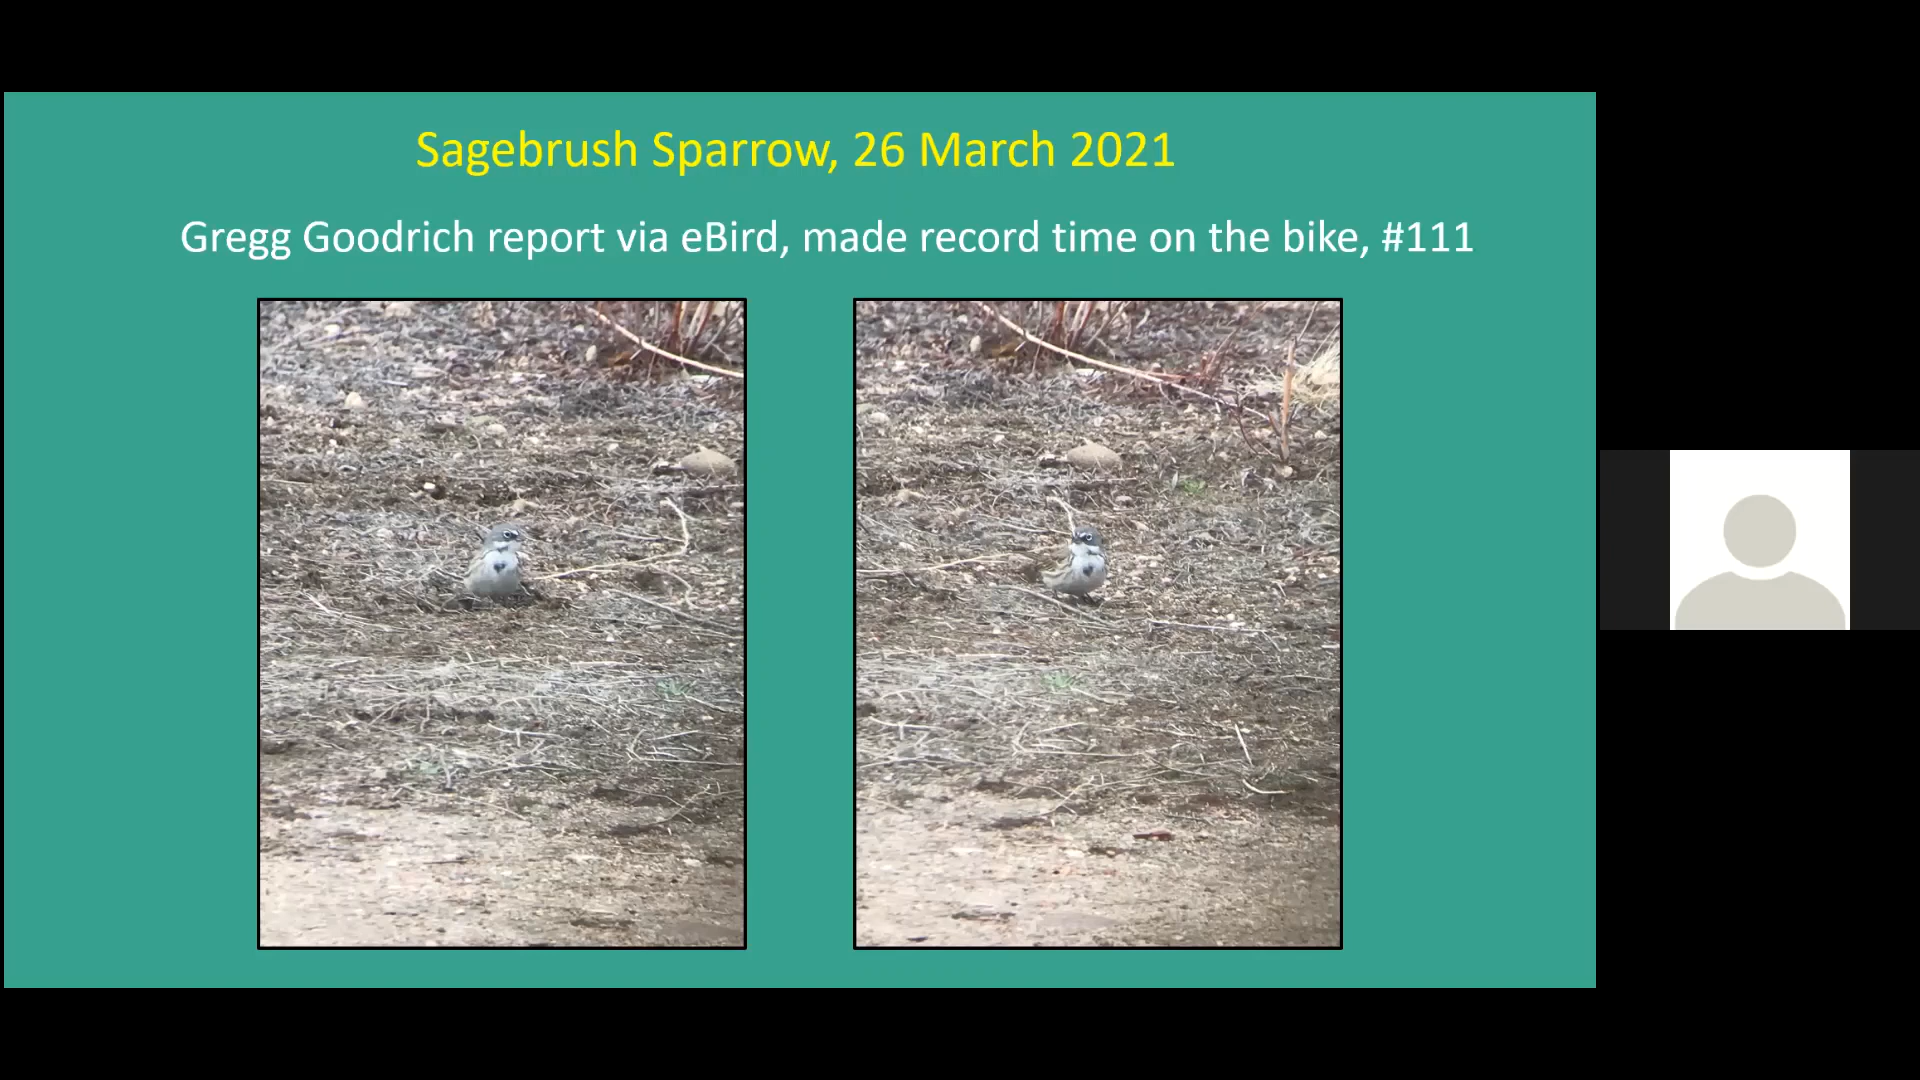 Sagebrush Sparrow, 26 March 2021
Gregg Goodrich report via eBird, made record time on the bike, #111